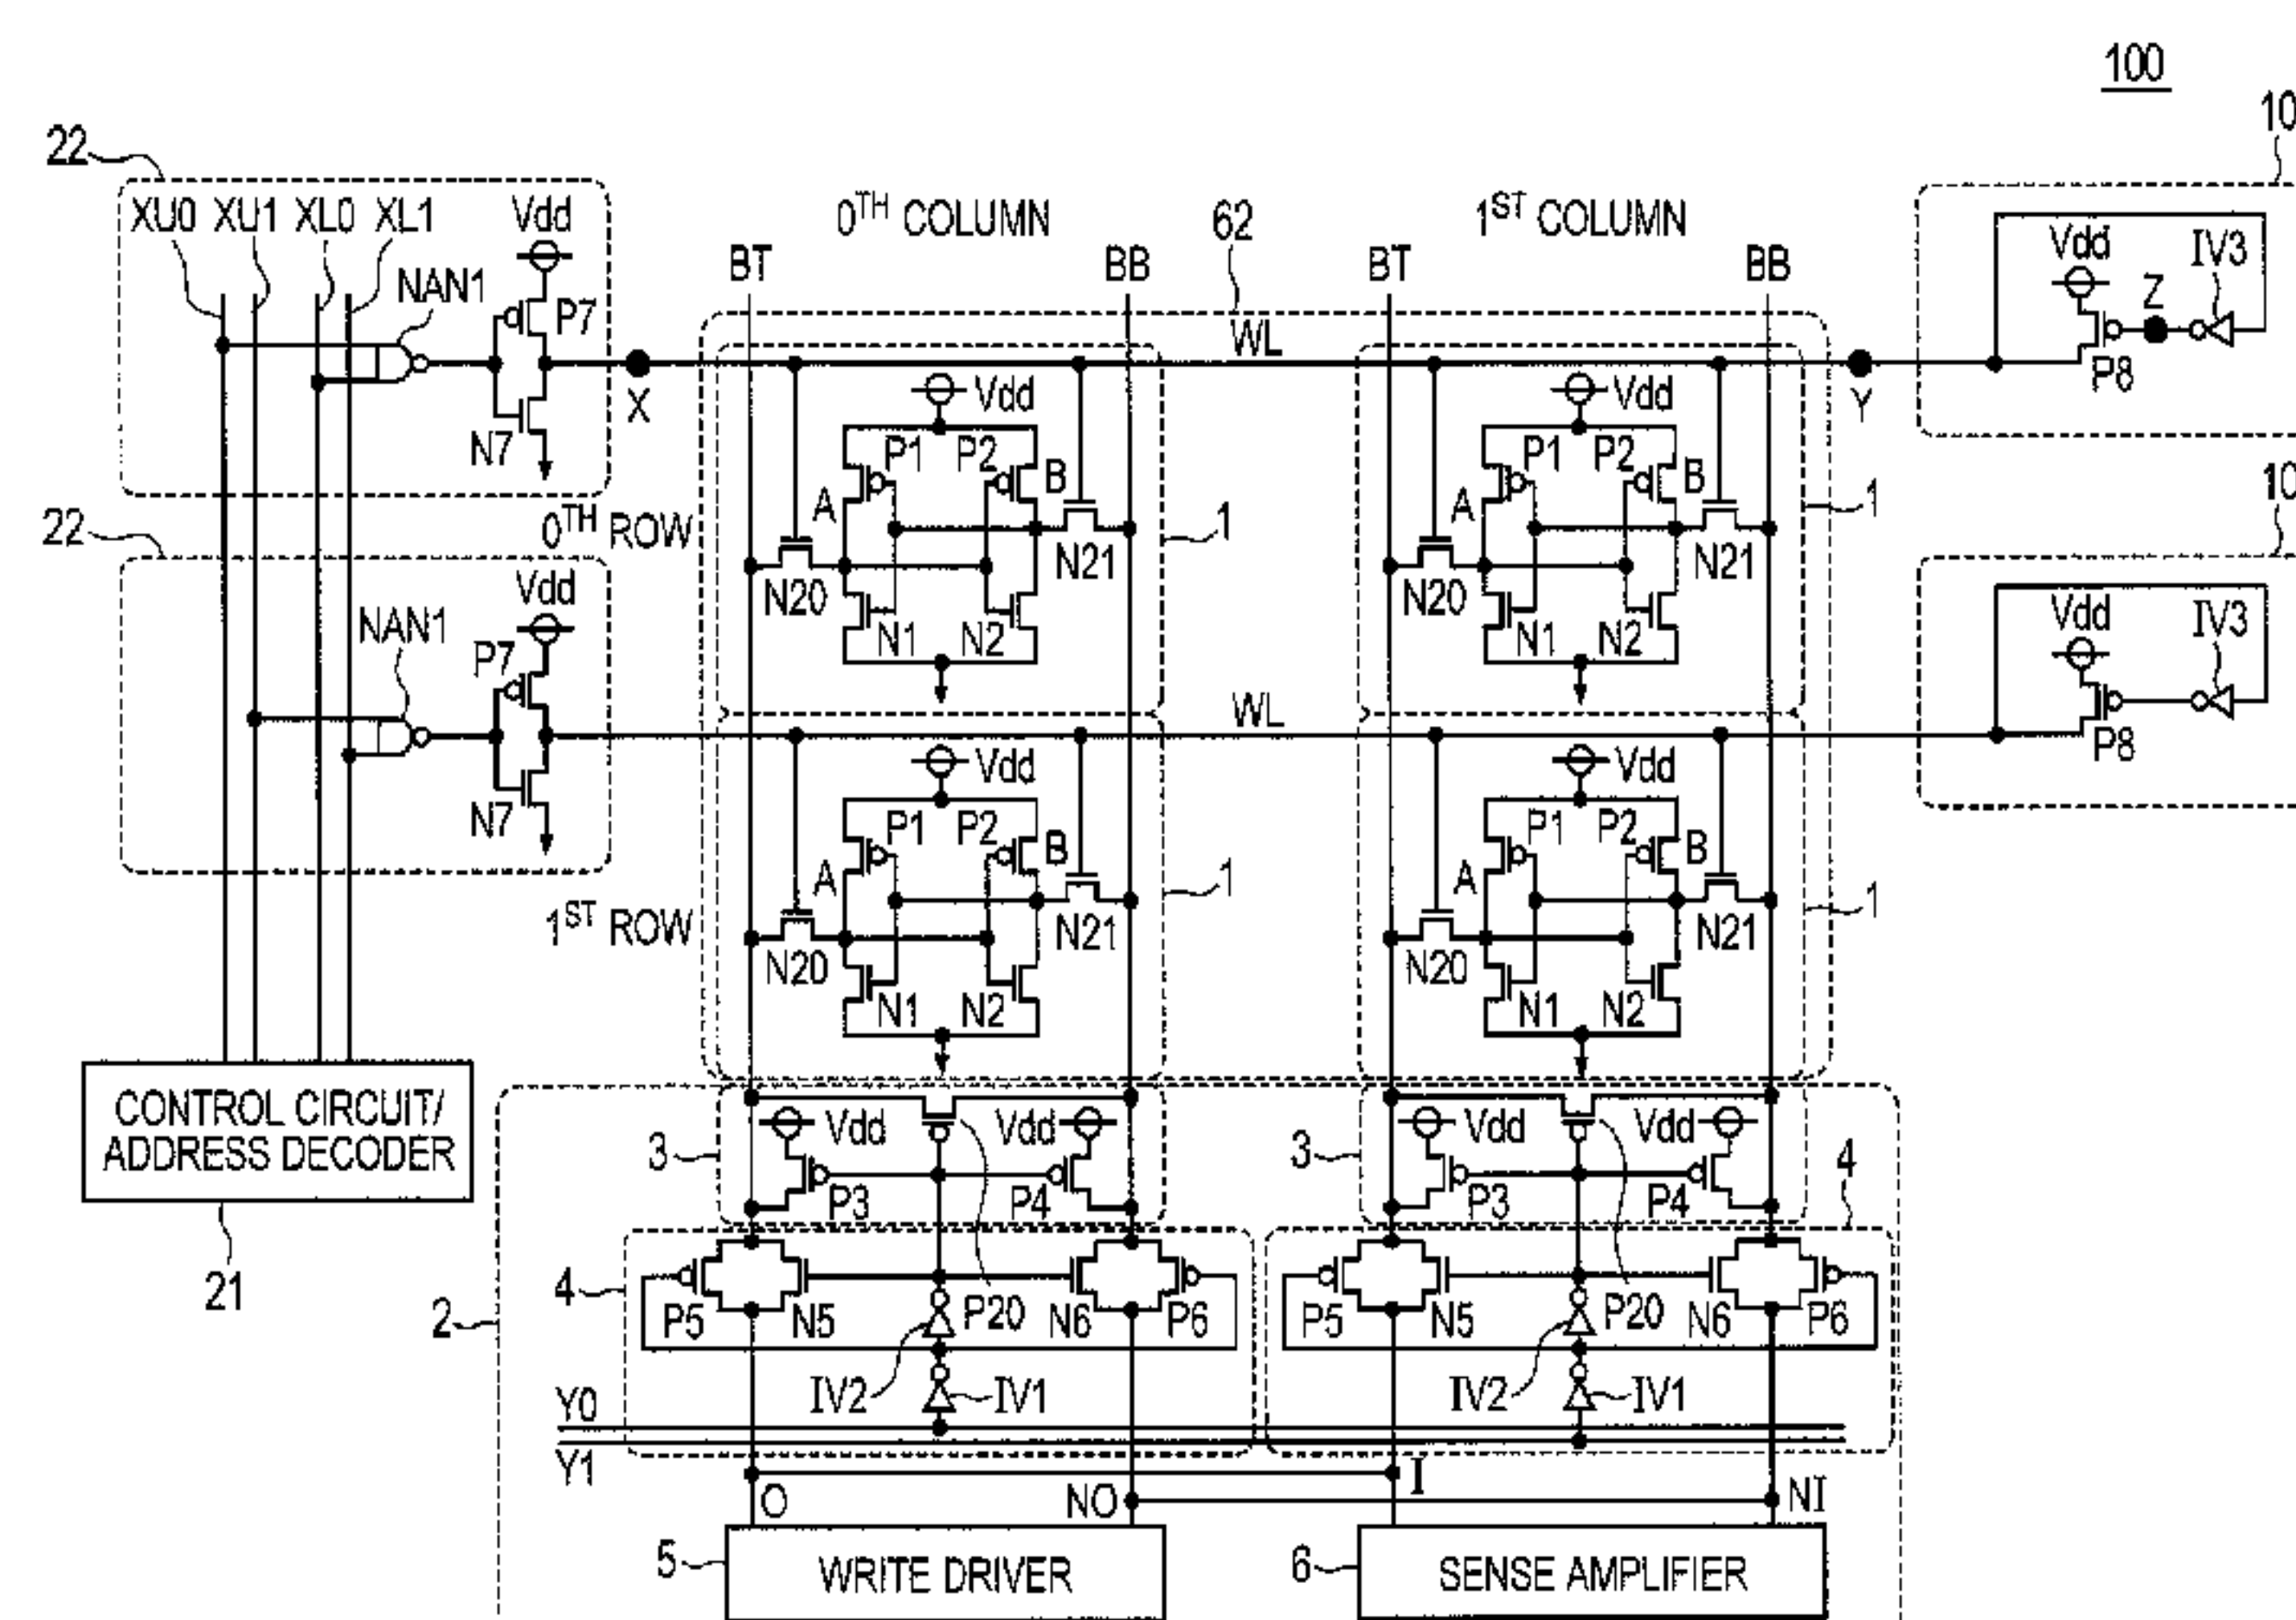 100
22
10
XU0 XU1 XL0 XL1 Vdd
0TH COLUMN
62
1ST COLUMN
BT
BB
BT
BB
NAN1
P7
N7
X
WL
Y
Vdd
Z
IV3
P8
Vdd
P1 P2
A
B
N20
N21
N1 N2
1
Vdd
P1 P2
A
B
N20
N21
N1 N2
1
22
0TH ROW
10
Vdd
NAN1
P7
N7
WL
Vdd
IV3
P8
Vdd
P1 P2
A
B
N20
N21
N1 N2
1
Vdd
P1 P2
A
B
N20
N21
N1 N2
1
1ST ROW
CONTROL CIRCUIT/
ADDRESS DECODER
21
3
Vdd
Vdd
P3
P4
3
Vdd
Vdd
P3
P4
4
2
4
P5 N5 P20 N6 P6
P5 N5 P20 N6 P6
IV2 IV1
IV2 IV1
Y0
Y1
O
NO
I
NI
5
WRITE DRIVER
6
SENSE AMPLIFIER